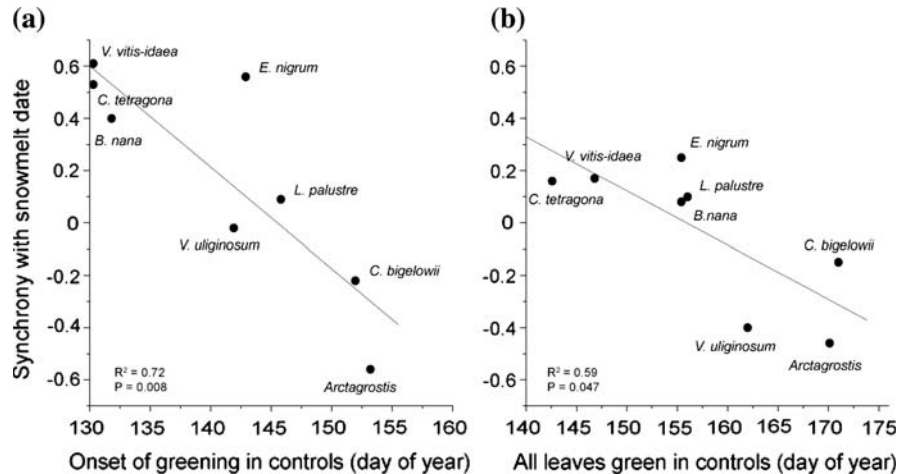 (a)
Synchrony with snowmelt date
0.6
0.4
0.2
0
-0.2
-0.4
-0.6
V. vitis-idaea
E. nigrum
C. tetragona
B. nana
L. palustre
V. uliginosum
C. bigelowii
Arctagrostis
R² = 0.72
P = 0.008
130 135 140 145 150 155 160
Onset of greening in controls (day of year)
(b)
0.6
0.4
0.2
0
-0.2
-0.4
-0.6
E. nigrum
V. vitis-idaea
C. tetragona
L. palustre
B.nana
C. bigelowii
V. uliginosum
Arctagrostis
R² = 0.59
P = 0.047
140 145 150 155 160 165 170 175
All leaves green in controls (day of year)